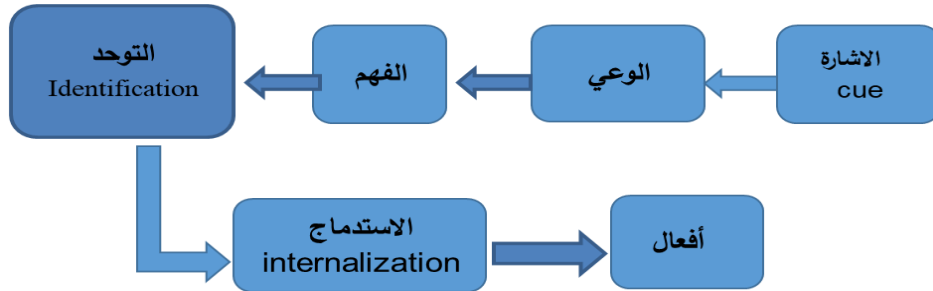 الاشارة
cue
الوعي
الفهم
التوحد
Identification
الاستدماج
internalization
أفعال